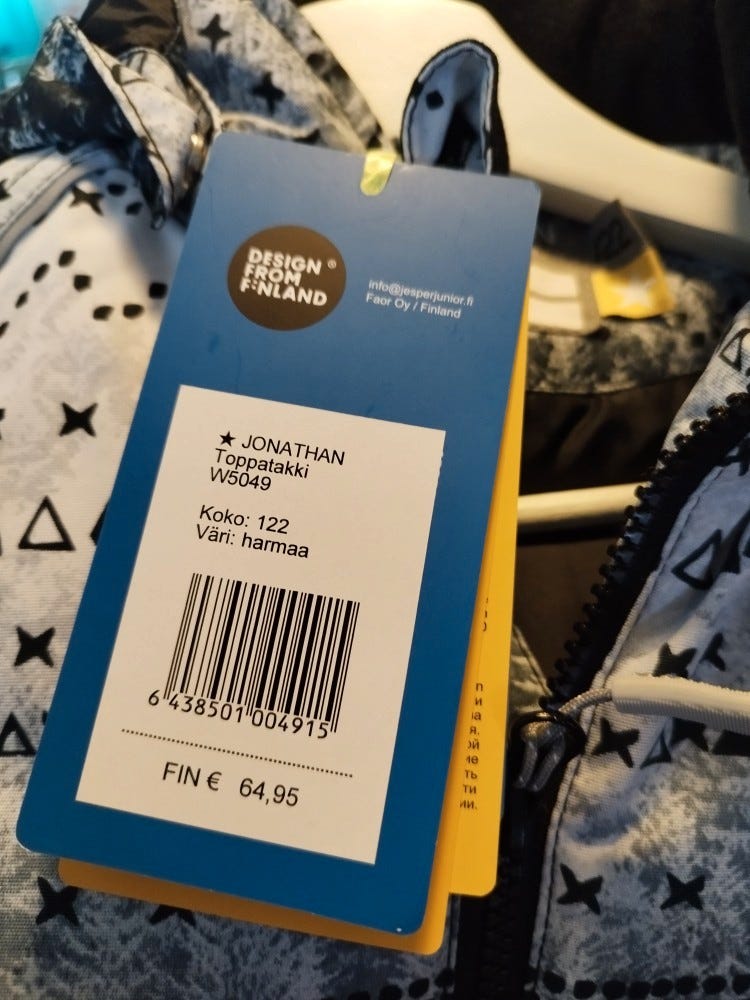 DESIGN
FROM
FINLAND
®
info@jesperjunior.fi
Faor Oy / Finland
★ JONATHAN
Toppatakki
W5049
Koko: 122
Väri: harmaa
6 438501 004915
FIN € 64,95
122